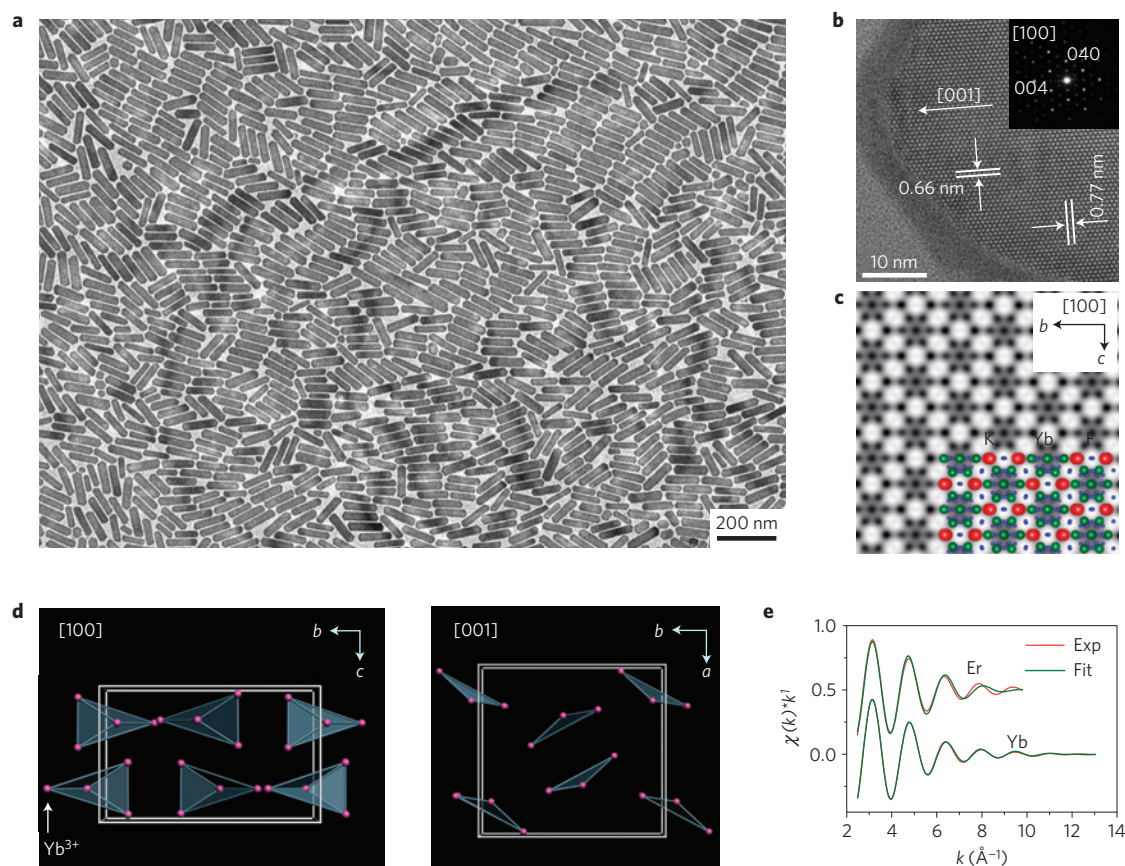 a
200 nm
b
[100]
040
004
[001]
0.66 nm
0.77 nm
10 nm
c
[100]
b
c
K
Yb
F
d
[100]
b
c
Yb³⁺
[001]
b
a
e
1.0
0.5
0.0
χ(k)*k¹
Er
Yb
Exp
Fit
2
4
6
8
10
12
14
k (Å⁻¹)